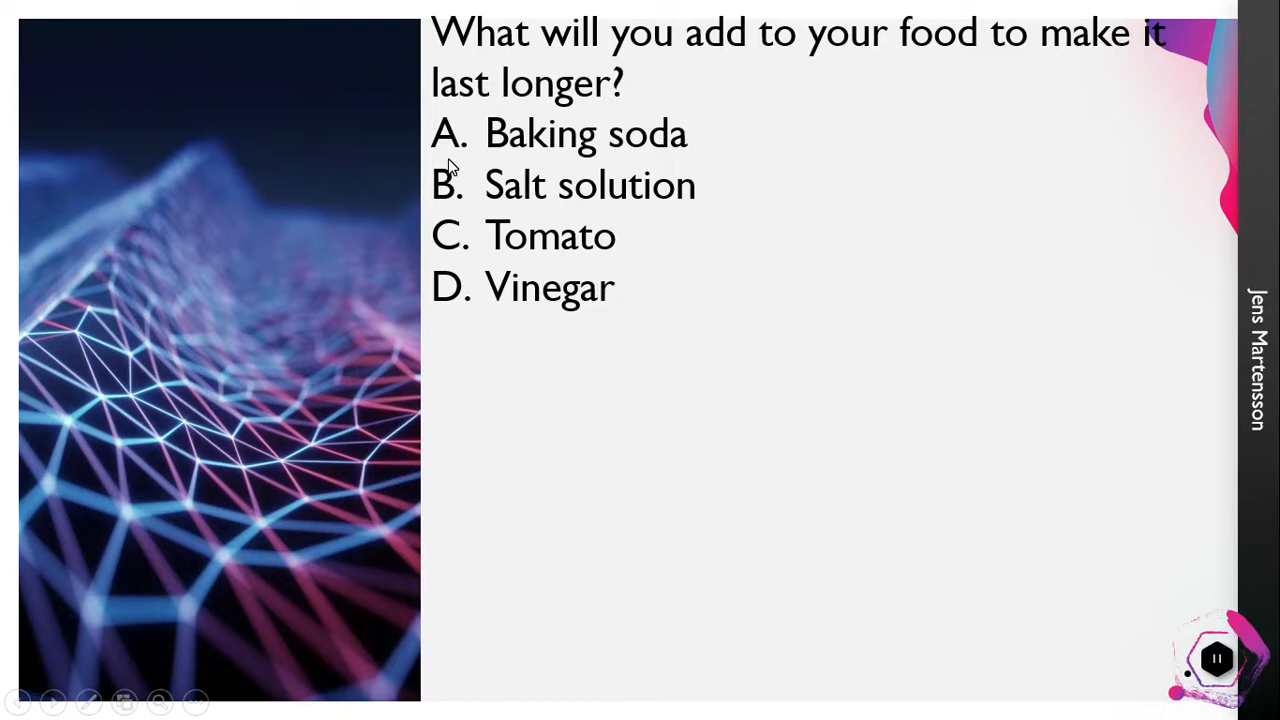 What will you add to your food to make it
last longer?
A. Baking soda
B. Salt solution
C. Tomato
D. Vinegar
Jens Martensson
11